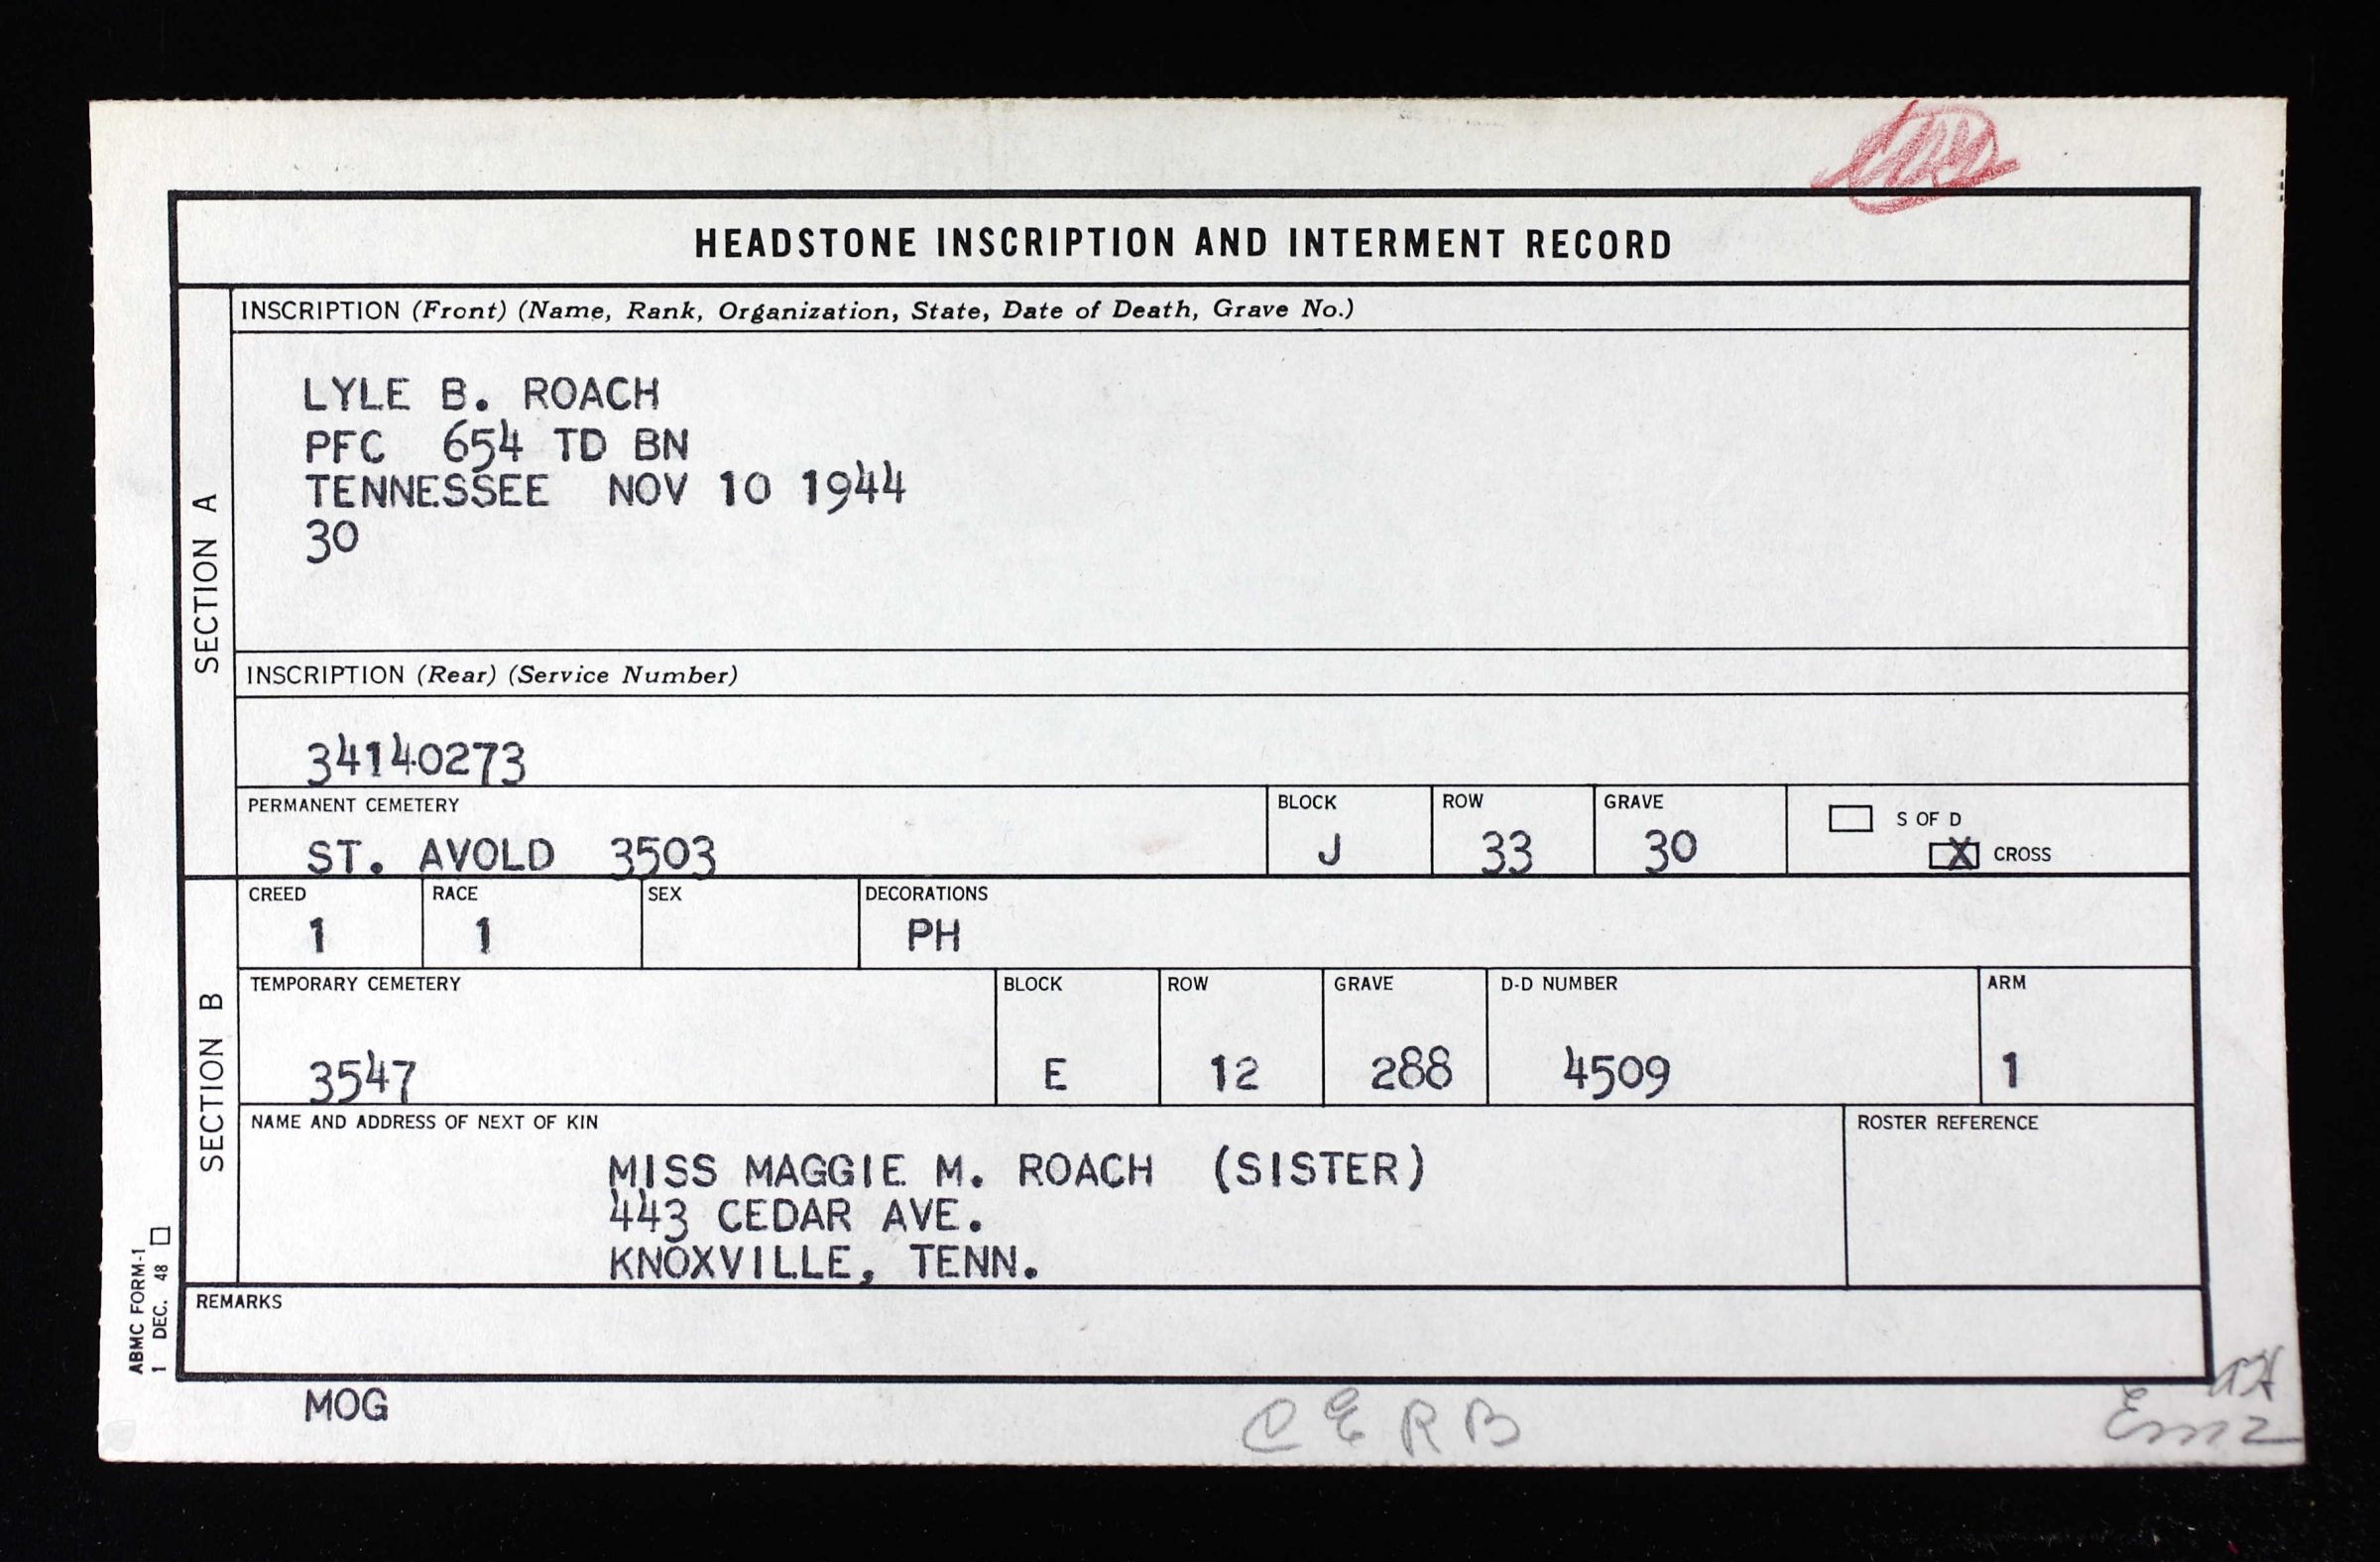 HEADSTONE INSCRIPTION AND INTERMENT RECORD
SECTION A
INSCRIPTION (Front) (Name, Rank, Organization, State, Date of Death, Grave No.)
LYLE B. ROACH
PFC 654 TD BN
TENNESSEE NOV 10 1944
30
INSCRIPTION (Rear) (Service Number)
34140273
PERMANENT CEMETERY BLOCK ROW GRAVE S OF D
ST. AVOLD 3503 J 33 30 X CROSS
SECTION B
CREED RACE SEX DECORATIONS
1 1 PH
TEMPORARY CEMETERY BLOCK ROW GRAVE D-D NUMBER ARM
3547 E 12 288 4509 1
NAME AND ADDRESS OF NEXT OF KIN ROSTER REFERENCE
MISS MAGGIE M. ROACH (SISTER)
443 CEDAR AVE.
KNOXVILLE, TENN.
REMARKS
ABMC FORM-1
1 DEC. 48
MOG
C E R B